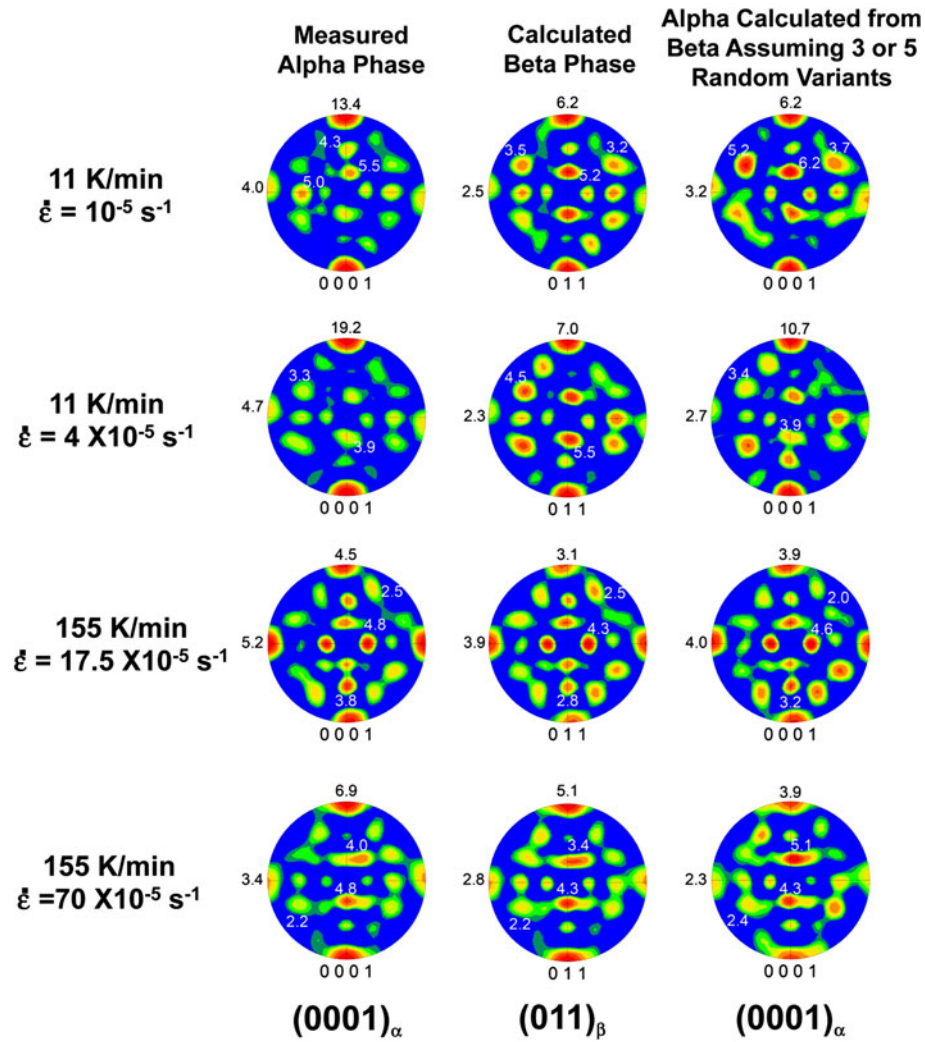 Measured
Alpha Phase
Calculated
Beta Phase
Alpha Calculated from
Beta Assuming 3 or 5
Random Variants
11 K/min
ε̇ = 10⁻⁵ s⁻¹
13.4
4.3
5.5
5.0
4.0
0 0 0 1
6.2
3.5
3.2
5.2
2.5
0 1 1
6.2
5.2
3.7
6.2
3.2
0 0 0 1
11 K/min
ε̇ = 4 X10⁻⁵ s⁻¹
19.2
3.3
4.7
3.9
0 0 0 1
7.0
4.5
2.3
5.5
0 1 1
10.7
3.4
2.7
3.9
0 0 0 1
155 K/min
ε̇ = 17.5 X10⁻⁵ s⁻¹
4.5
2.5
4.8
5.2
3.8
0 0 0 1
3.1
2.5
4.3
3.9
2.8
0 1 1
3.9
2.0
4.6
4.0
3.2
0 0 0 1
155 K/min
ε̇ =70 X10⁻⁵ s⁻¹
6.9
4.0
3.4
4.8
2.2
0 0 0 1
5.1
3.4
2.8
4.3
2.2
0 1 1
3.9
5.1
2.3
4.3
2.4
0 0 0 1
(0001)α
(011)β
(0001)α